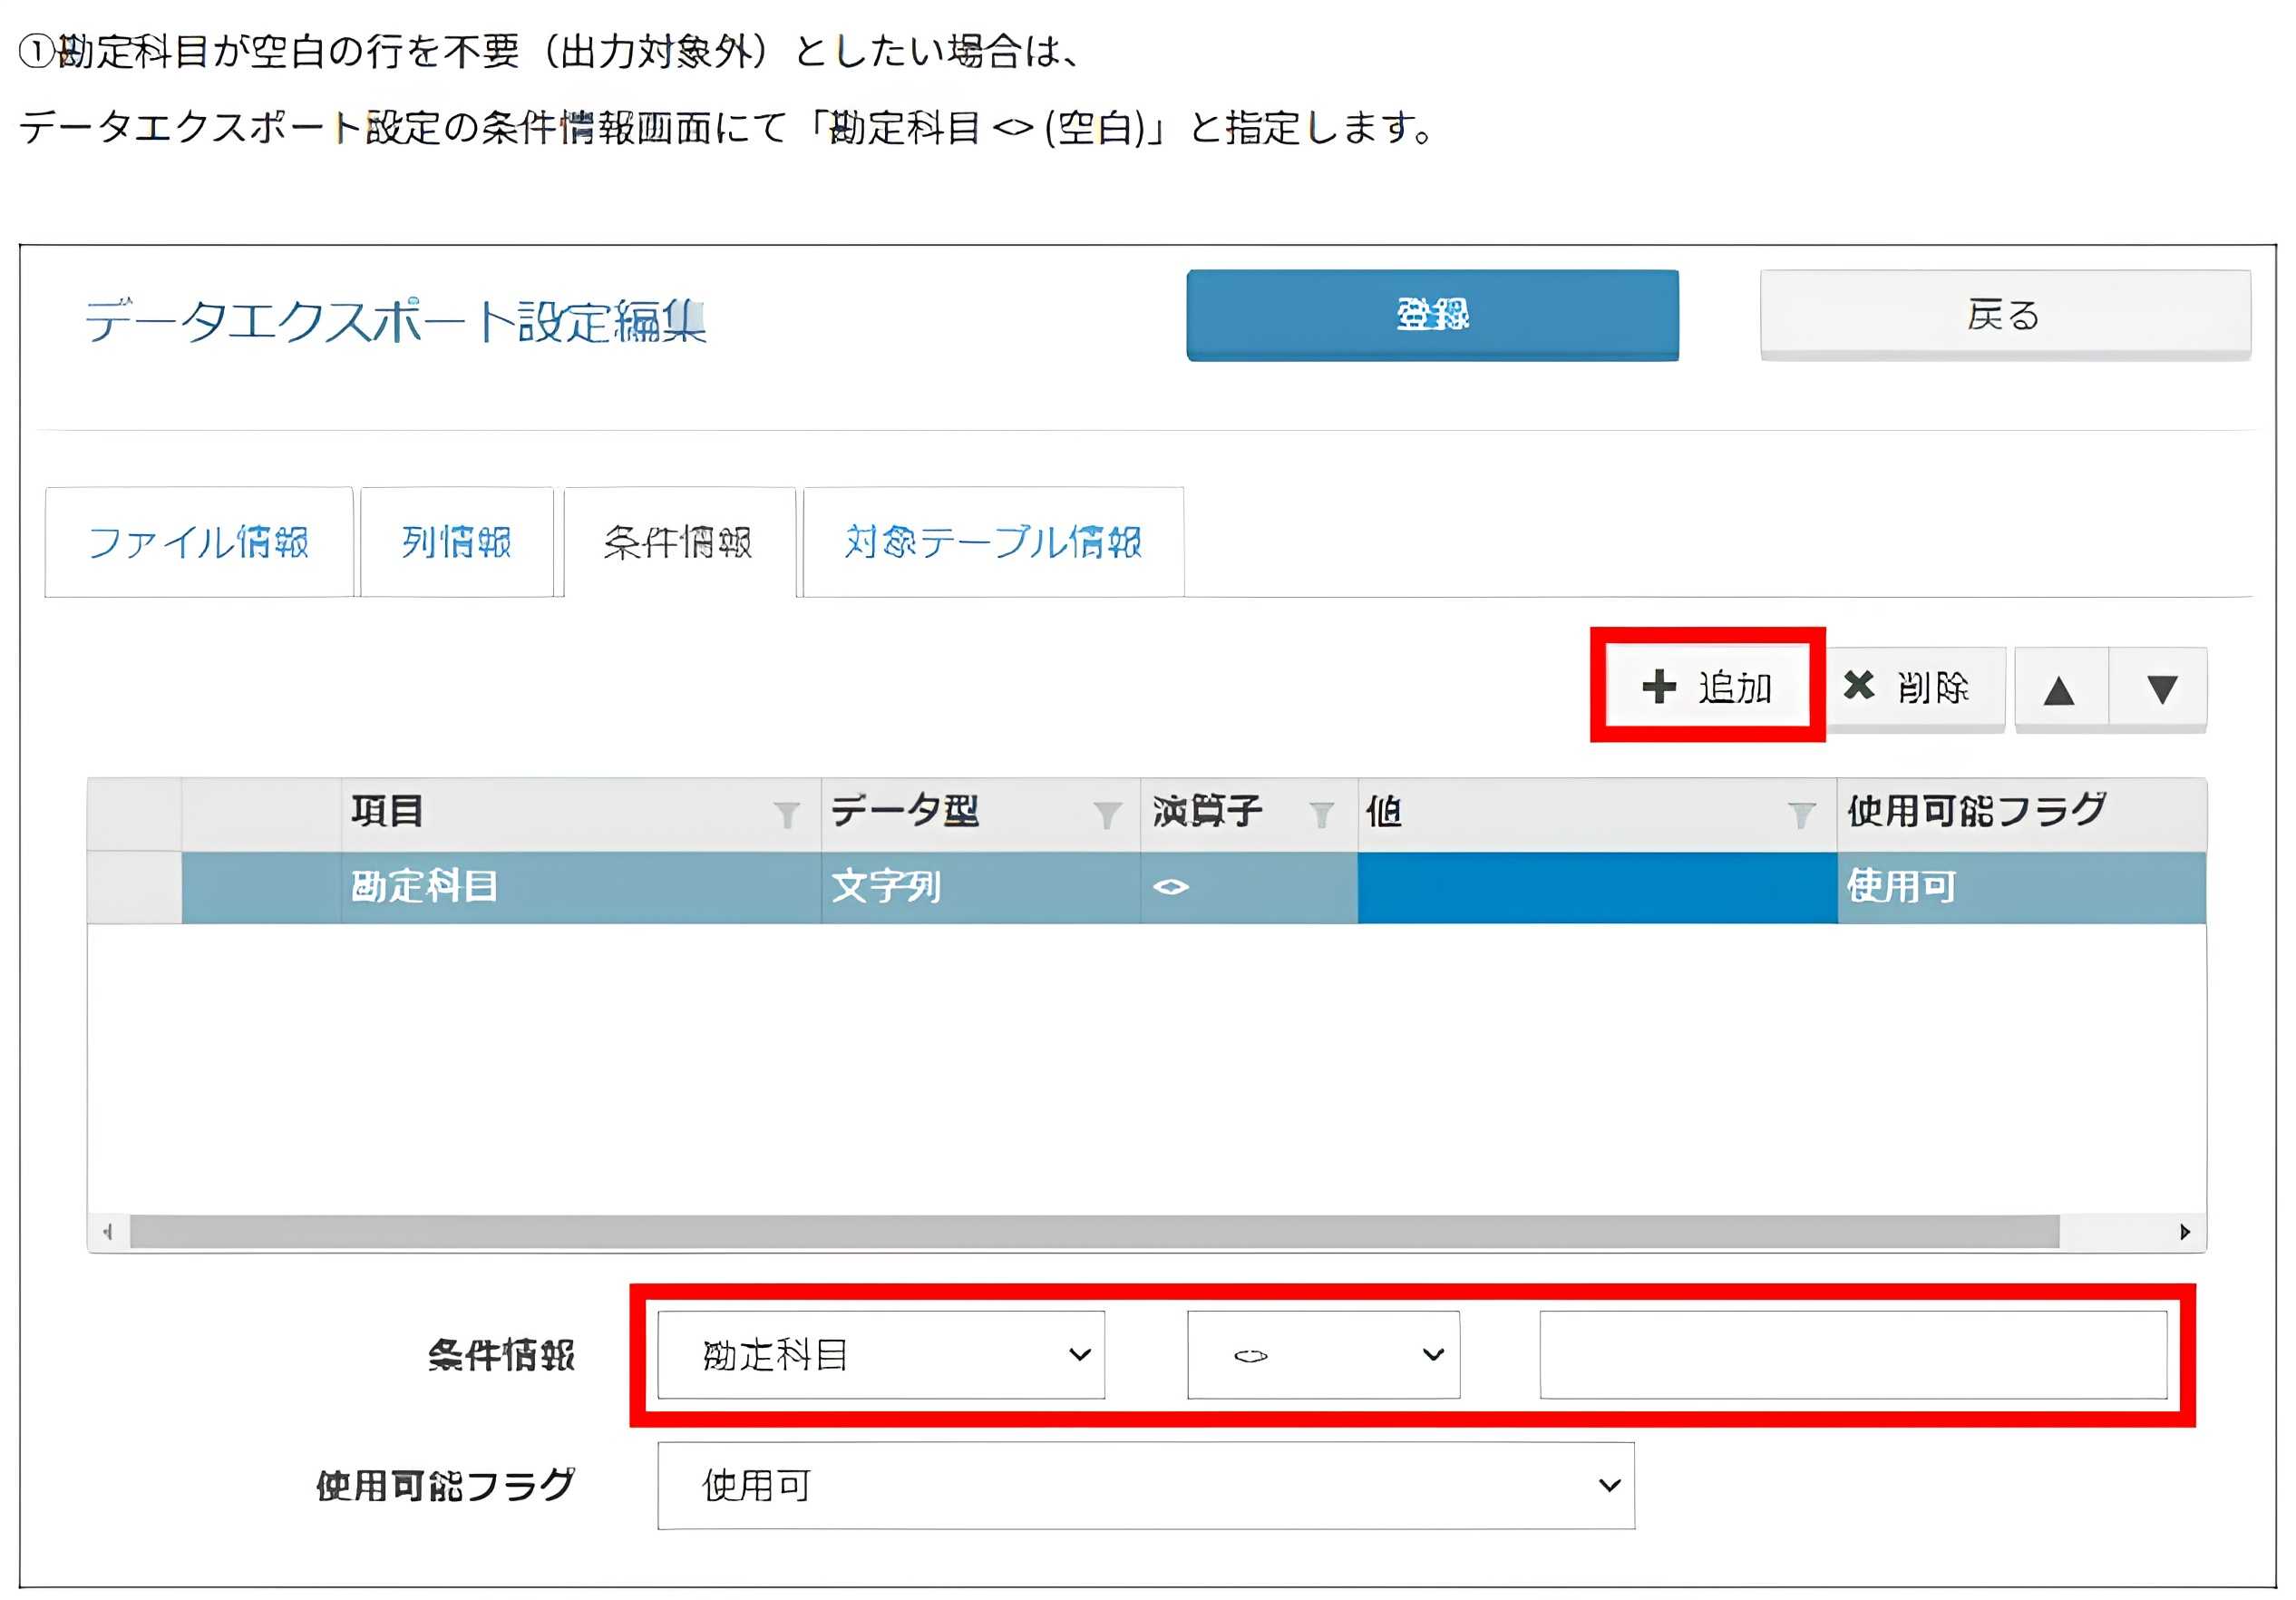 ①勘定科目が空白の行を不要（出力対象外）としたい場合は、
データエクスポート設定の条件情報画面にて「勘定科目 <> (空白)」と指定します。
データエクスポート設定編集
登録
戻る
ファイル情報
列情報
条件情報
対象テーブル情報
追加
削除
項目 データ型 演算子 値 使用可能フラグ
勘定科目 文字列 <> 使用可
条件情報 勘定科目 <>
使用可能フラグ 使用可